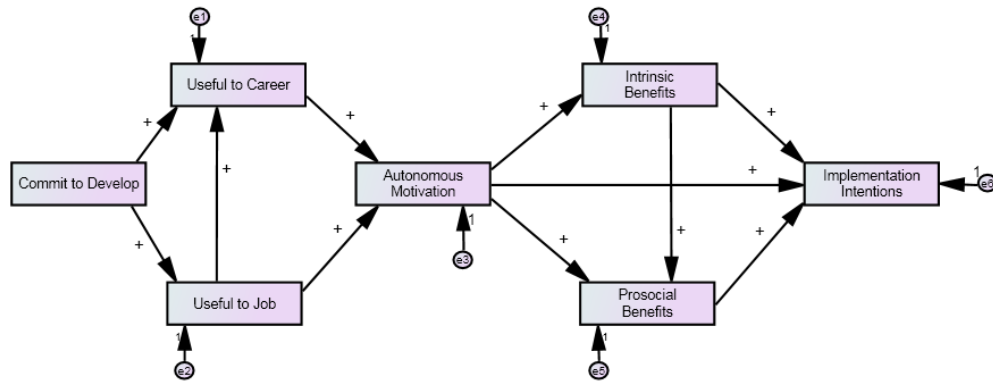 e1
1
Useful to Career
e4
1
Intrinsic
Benefits
+
+
+
+
+
Commit to Develop
Autonomous
Motivation
+
Implementation
Intentions
1
e6
+
+
+
+
+
1
e3
Useful to Job
Prosocial
Benefits
1
e2
1
e5